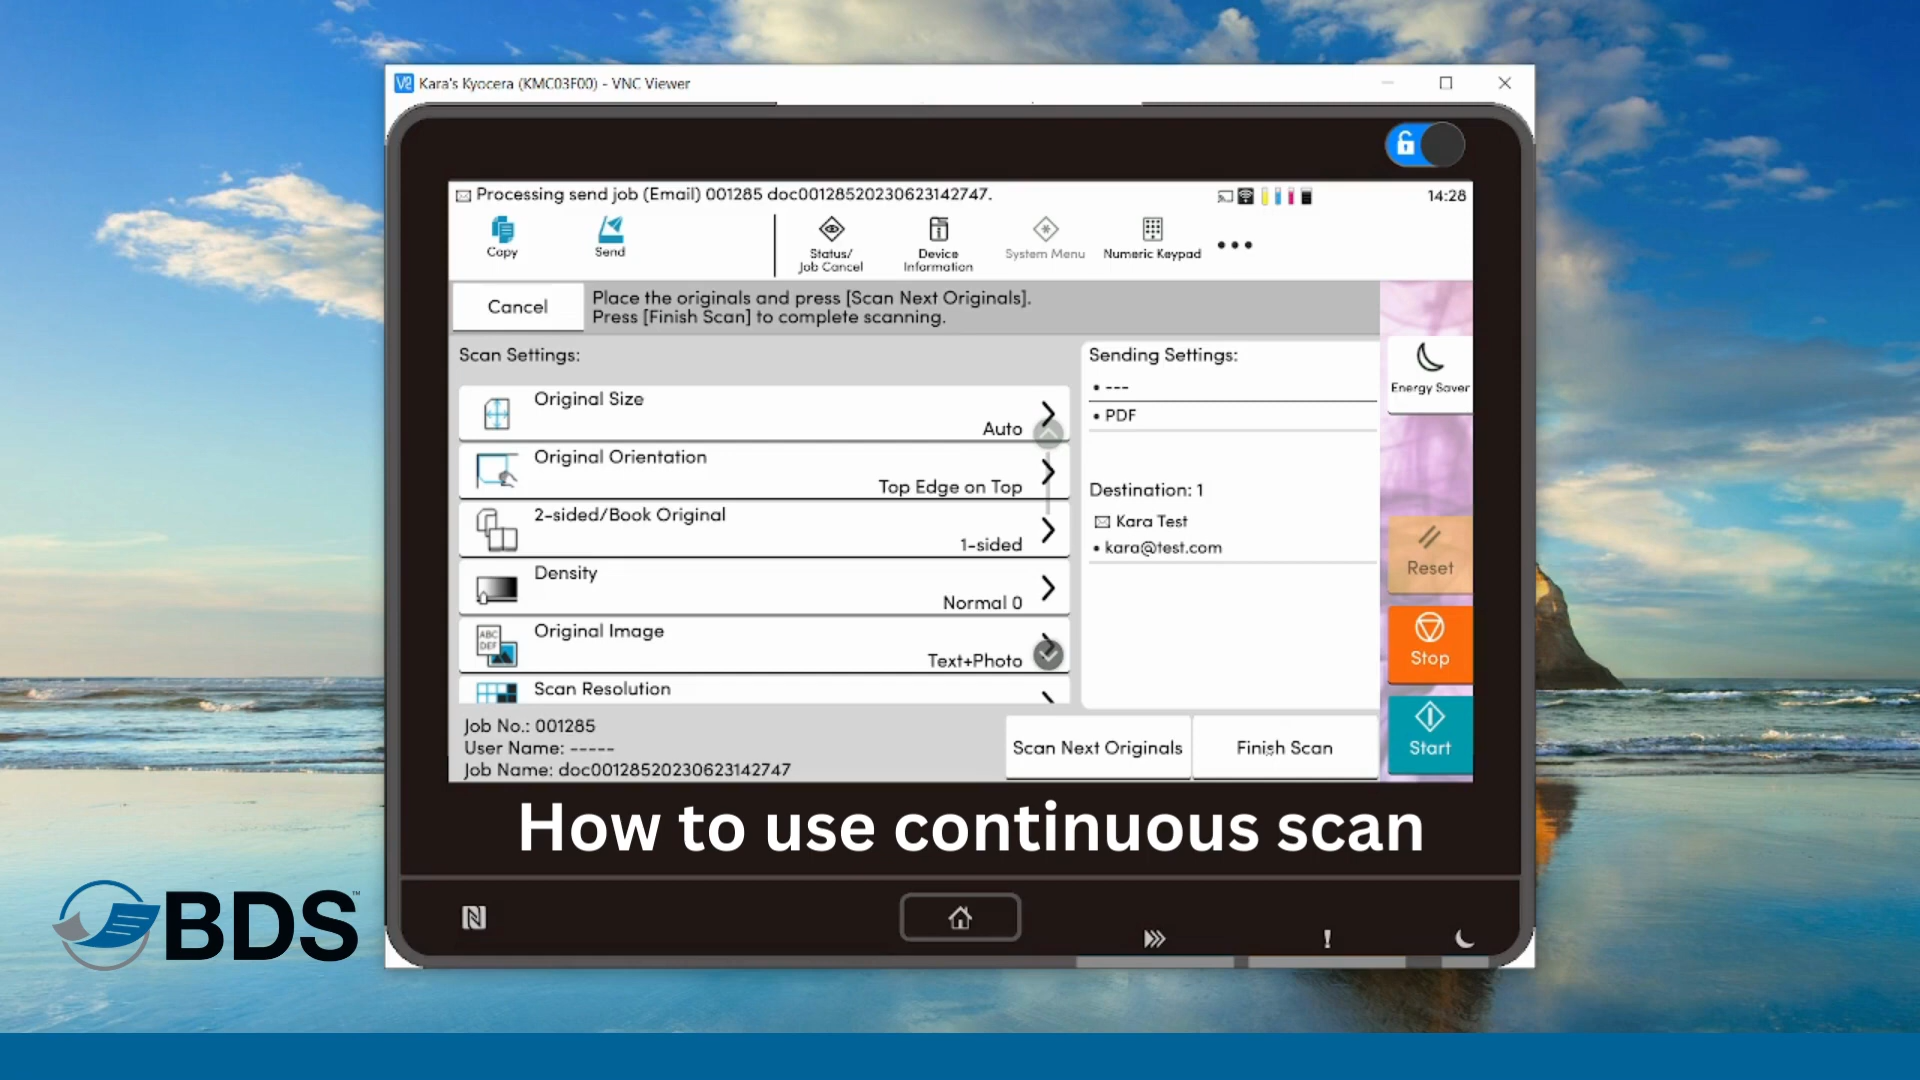 Kara's Kyocera (KMC03F00) - VNC Viewer
Processing send job (Email) 001285 doc00128520230623142747.
14:28
Copy
Send
Status/
Job Cancel
Device
Information
System Menu
Numeric Keypad
Cancel
Place the originals and press [Scan Next Originals].
Press [Finish Scan] to complete scanning.
Scan Settings:
Original Size
Auto
Original Orientation
Top Edge on Top
2-sided/Book Original
1-sided
Density
Normal 0
ABC
DEF
Original Image
Text+Photo
Scan Resolution
Sending Settings:
• ---
• PDF
Destination: 1
Kara Test
• kara@test.com
Energy Saver
Reset
Stop
Start
Job No.: 001285
User Name: -----
Job Name: doc00128520230623142747
Scan Next Originals
Finish Scan
How to use continuous scan
BDS™